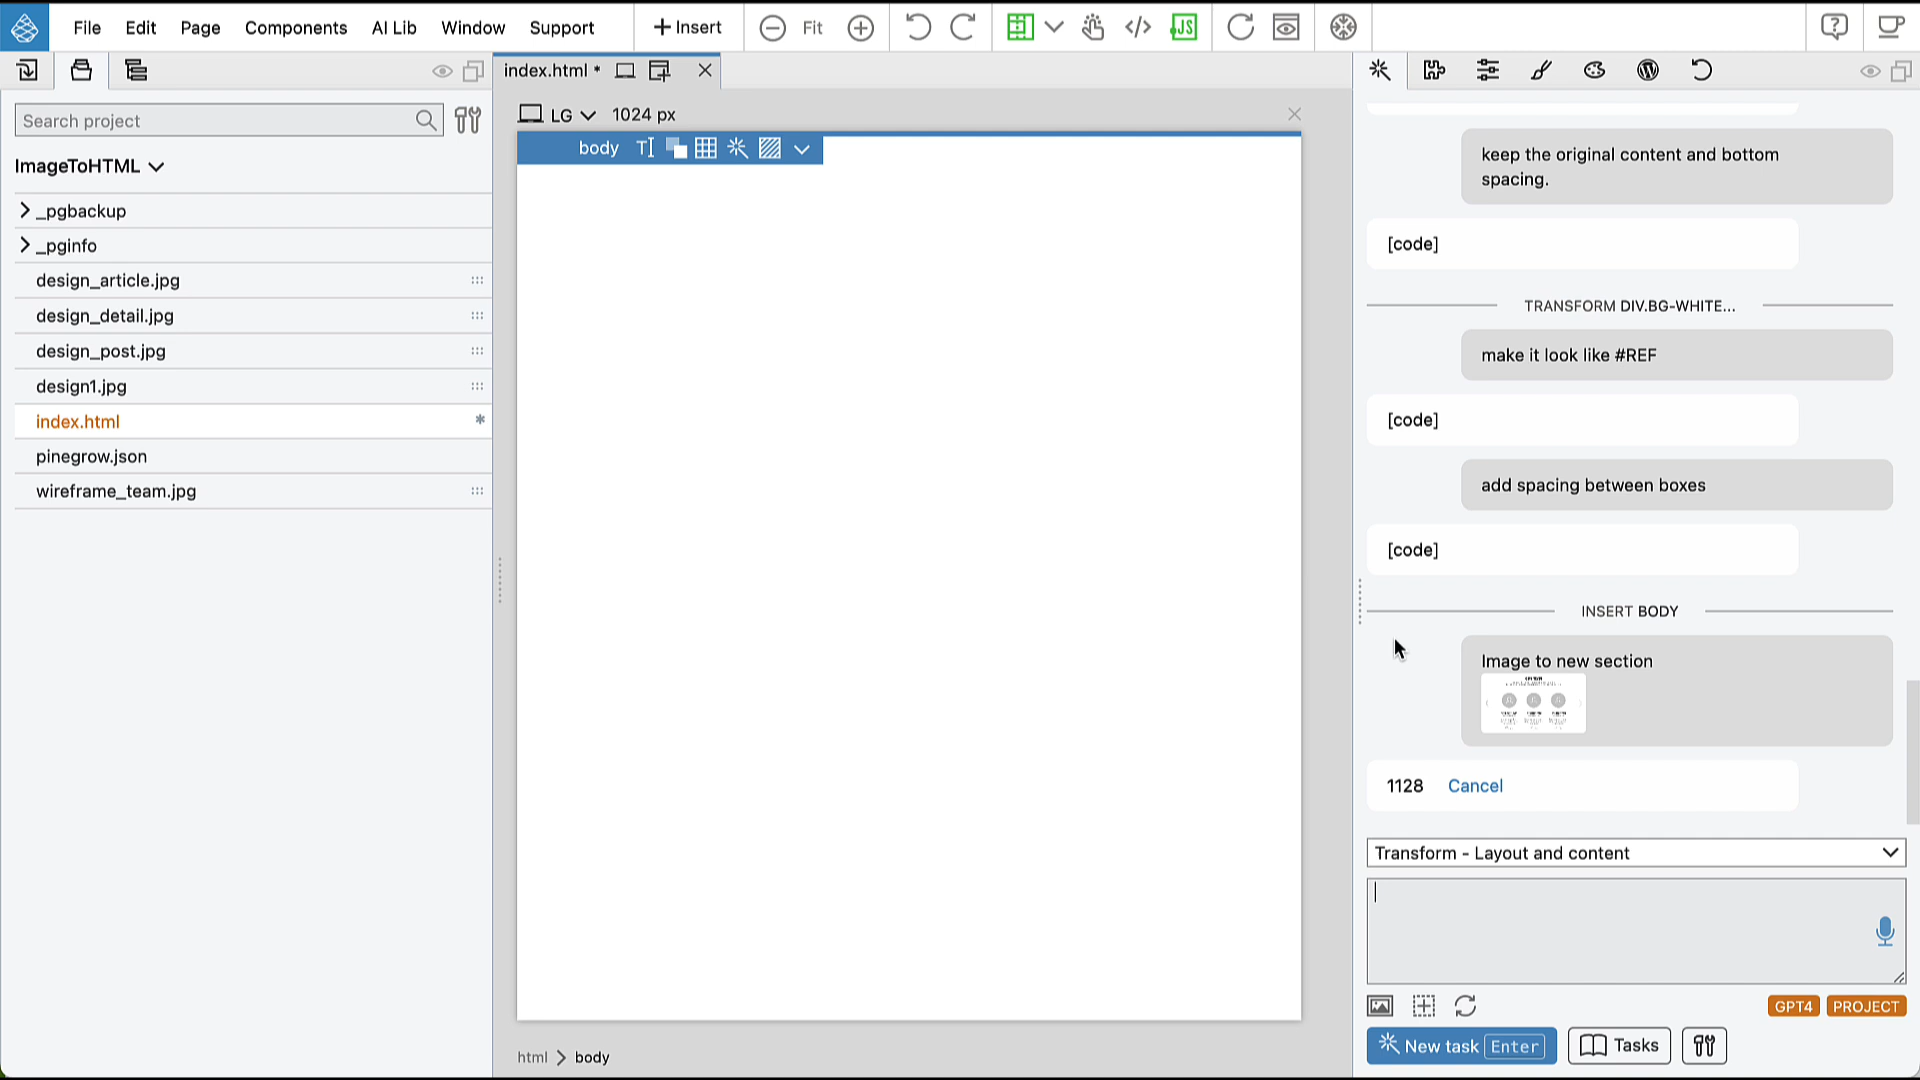 File Edit Page Components AI Lib Window Support + Insert Fit JS
index.html *
Search project
LG 1024 px
body
ImageToHTML
_pgbackup
_pginfo
design_article.jpg
design_detail.jpg
design_post.jpg
design1.jpg
index.html *
pinegrow.json
wireframe_team.jpg
html > body
keep the original content and bottom
spacing.
[code]
TRANSFORM DIV.BG-WHITE...
make it look like #REF
[code]
add spacing between boxes
[code]
INSERT BODY
Image to new section
1128 Cancel
Transform - Layout and content
GPT4 PROJECT
New task Enter Tasks